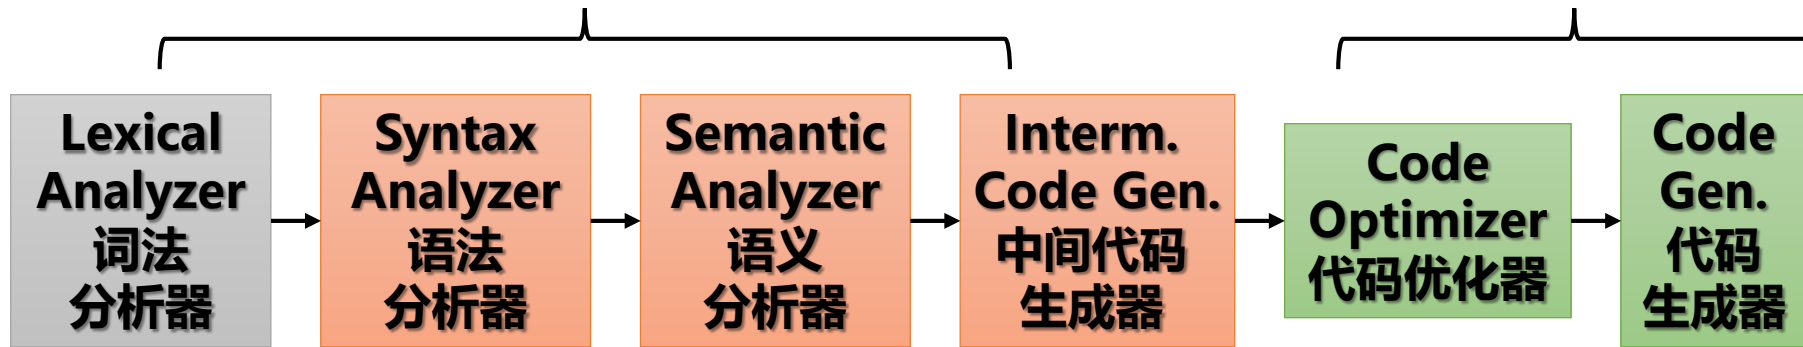 Lexical
Analyzer
词法
分析器
Syntax
Analyzer
语法
分析器
Semantic
Analyzer
语义
分析器
Interm.
Code Gen.
中间代码
生成器
Code
Optimizer
代码优化器
Code
Gen.
代码
生成器